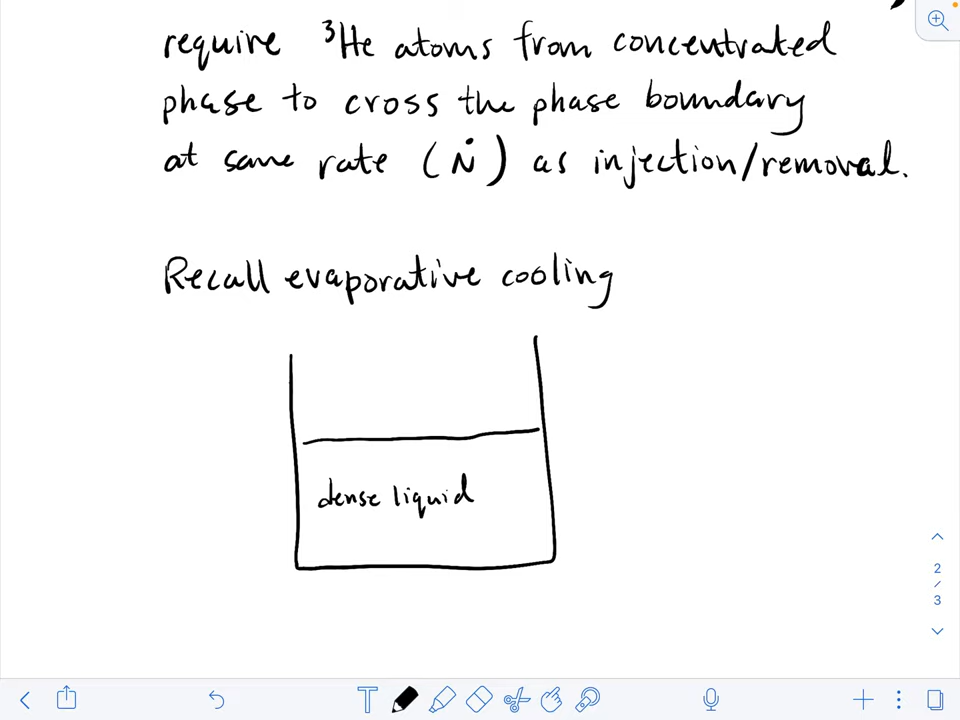 require ³He atoms from concentrated
phase to cross the phase boundary
at same rate (Ṅ) as injection/removal.
Recall evaporative cooling
dense liquid
2
/
3
T